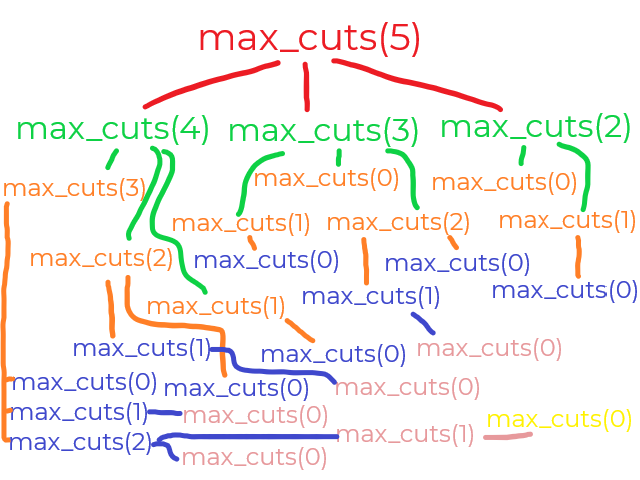 max_cuts(5)
max_cuts(4) max_cuts(3) max_cuts(2)
max_cuts(3) max_cuts(0) max_cuts(0)
max_cuts(1) max_cuts(2) max_cuts(1)
max_cuts(2) max_cuts(0) max_cuts(0)
max_cuts(1) max_cuts(1) max_cuts(0)
max_cuts(1) max_cuts(0) max_cuts(0)
max_cuts(0) max_cuts(0) max_cuts(0)
max_cuts(1) max_cuts(0) max_cuts(0)
max_cuts(2) max_cuts(1)
max_cuts(0)